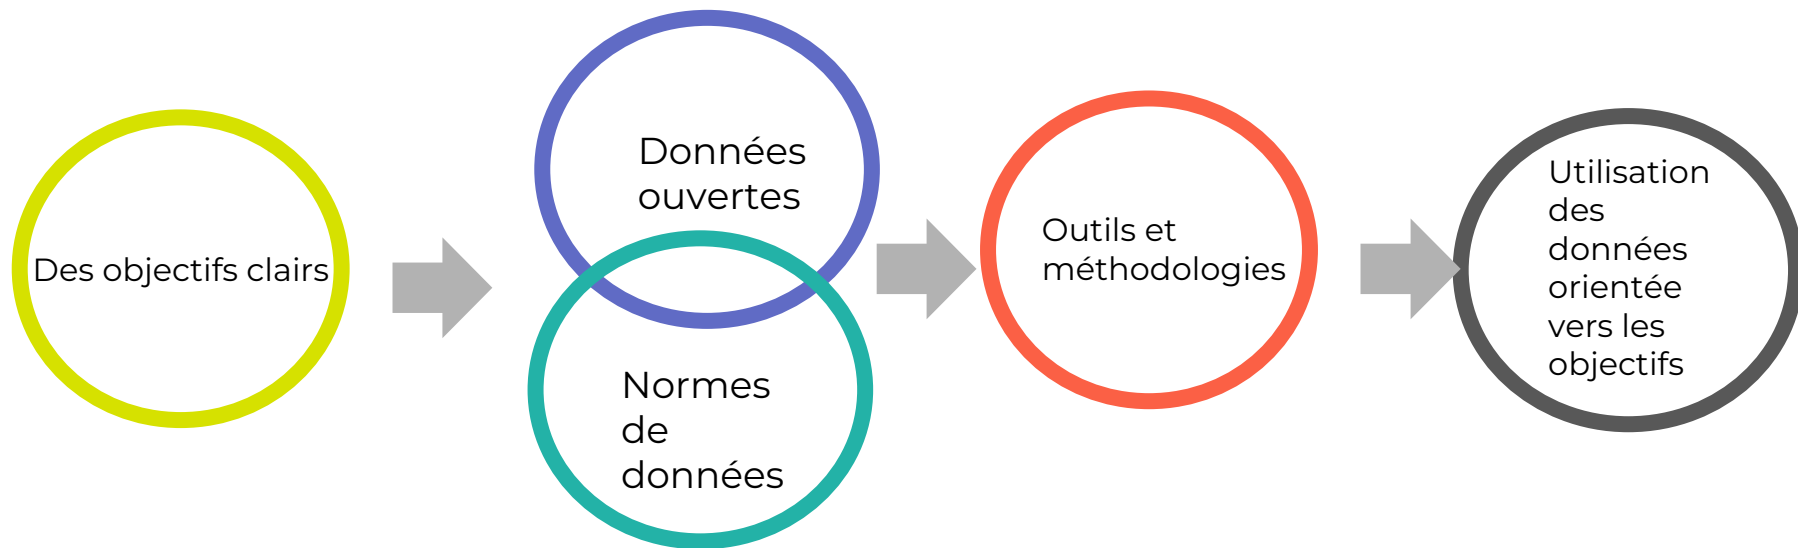 Des objectifs clairs
Données
ouvertes
Normes
de
données
Outils et
méthodologies
Utilisation
des
données
orientée
vers les
objectifs